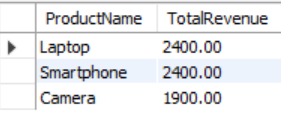 ProductName TotalRevenue
Laptop 2400.00
Smartphone 2400.00
Camera 1900.00